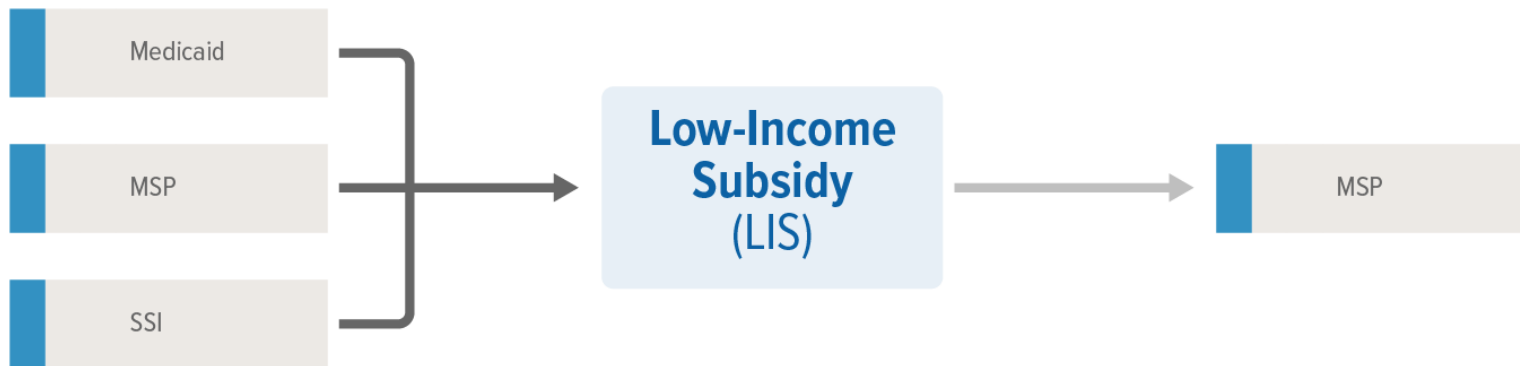 Medicaid
MSP
SSI
Low-Income
Subsidy
(LIS)
MSP